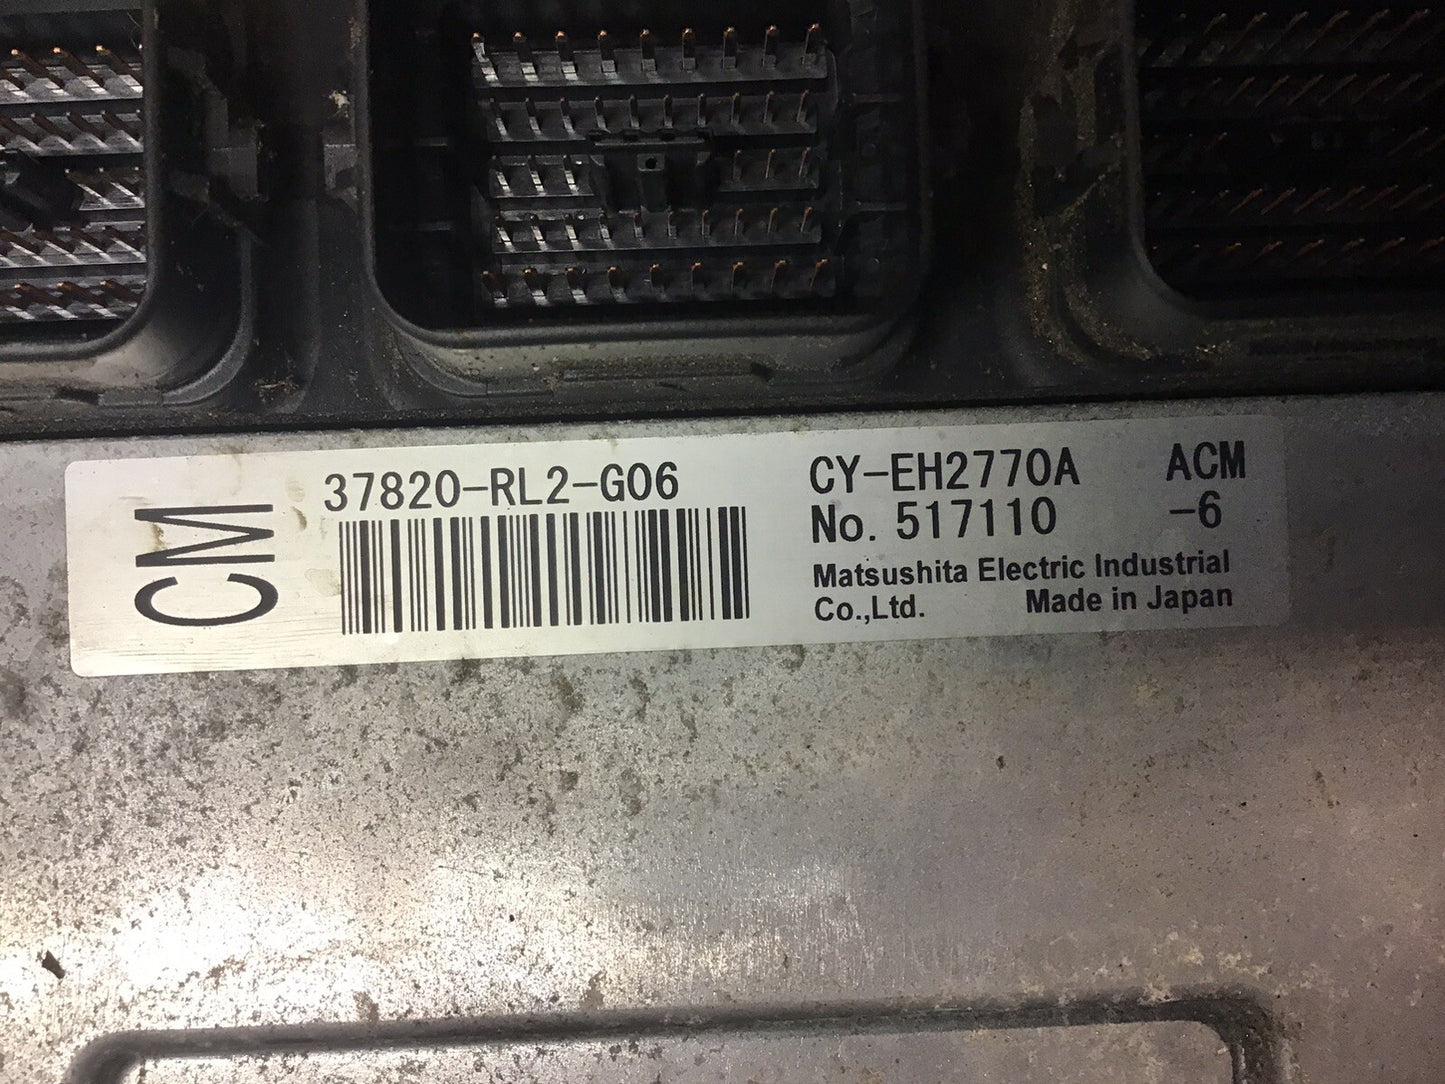 CM
37820-RL2-G06
CY-EH2770A ACM
No. 517110 -6
Matsushita Electric Industrial
Co.,Ltd. Made in Japan